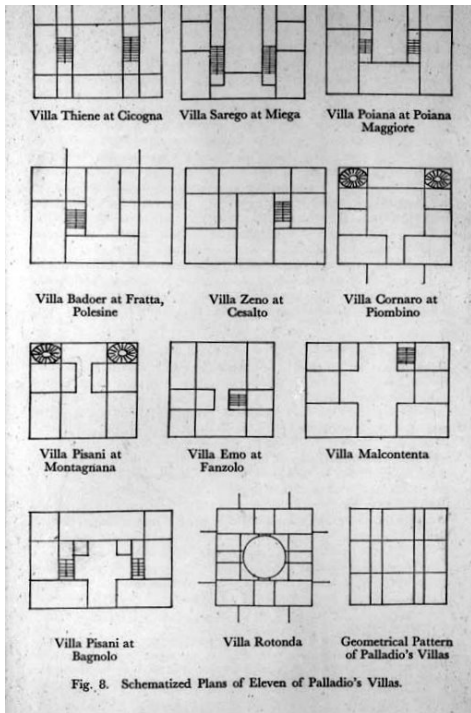 Villa Thiene at Cicogna
Villa Sarego at Miega
Villa Poiana at Poiana
Maggiore
Villa Badoer at Fratta,
Polesine
Villa Zeno at
Cesalto
Villa Cornaro at
Piombino
Villa Pisani at
Montagnana
Villa Emo at
Fanzolo
Villa Malcontenta
Villa Pisani at
Bagnolo
Villa Rotonda
Geometrical Pattern
of Palladio's Villas
Fig. 8. Schematized Plans of Eleven of Palladio's Villas.